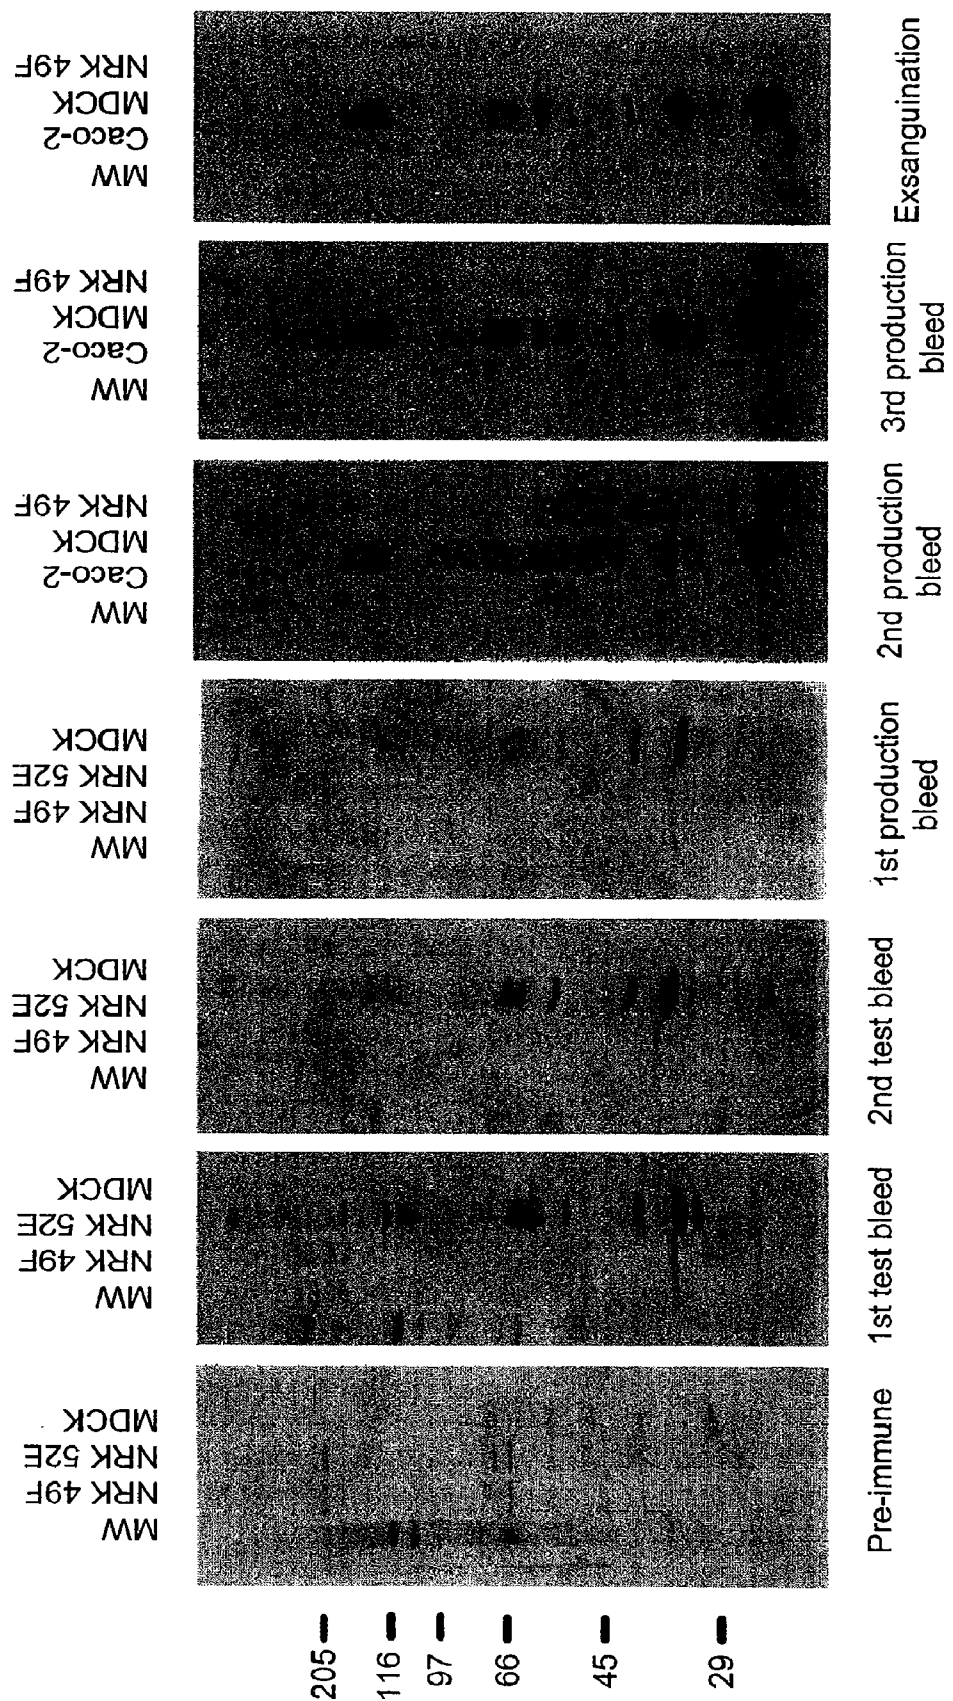 205
116
97
66
45
29
MW
NRK 49F
NRK 52E
MDCK
Pre-immune
MW
NRK 49F
NRK 52E
MDCK
1st test bleed
MW
NRK 49F
NRK 52E
MDCK
2nd test bleed
MW
NRK 49F
NRK 52E
MDCK
1st production
bleed
MW
Caco-2
MDCK
NRK 49F
2nd production
bleed
MW
Caco-2
MDCK
NRK 49F
3rd production
bleed
MW
Caco-2
MDCK
NRK 49F
Exsanguination